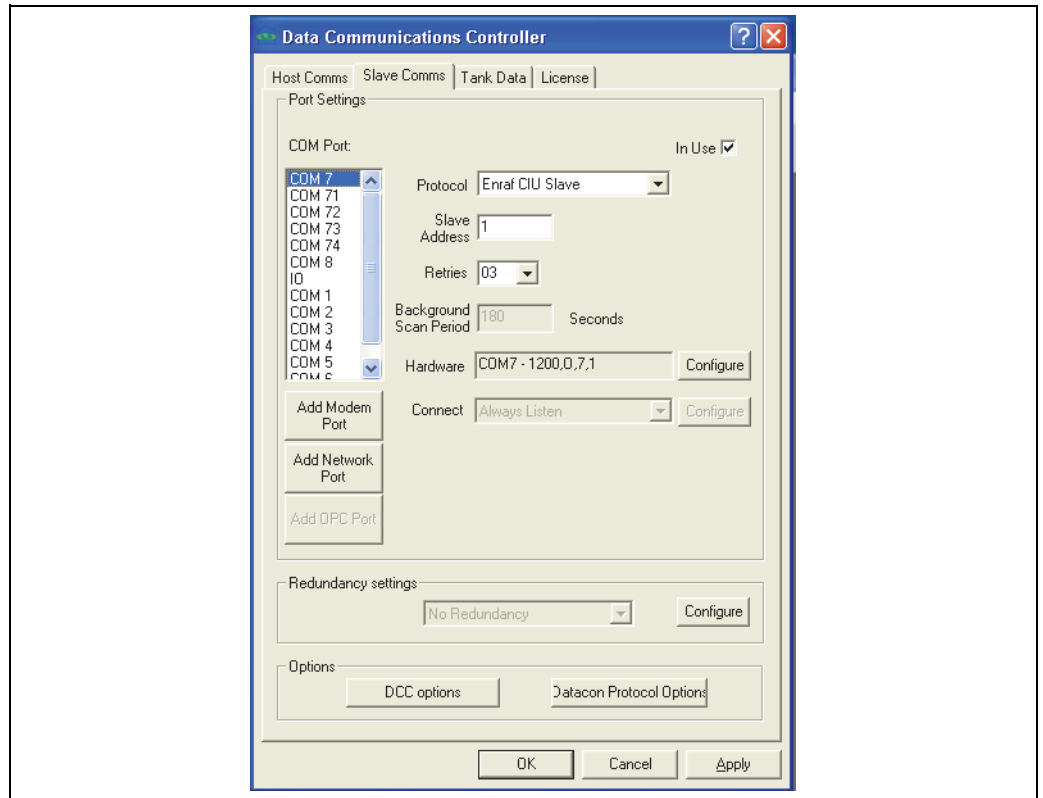 Data Communications Controller
Host Comms Slave Comms Tank Data License
Port Settings
COM Port:
In Use
COM 7
COM 71
COM 72
COM 73
COM 74
COM 8
IO
COM 1
COM 2
COM 3
COM 4
COM 5
COM 6
Protocol Enraf CIU Slave
Slave
Address 1
Retries 03
Background
Scan Period 180 Seconds
Hardware COM7 - 1200,O,7,1 Configure
Connect Always Listen Configure
Add Modem
Port
Add Network
Port
Add OPC Port
Redundancy settings
No Redundancy Configure
Options
DCC options Datacon Protocol Options
OK Cancel Apply